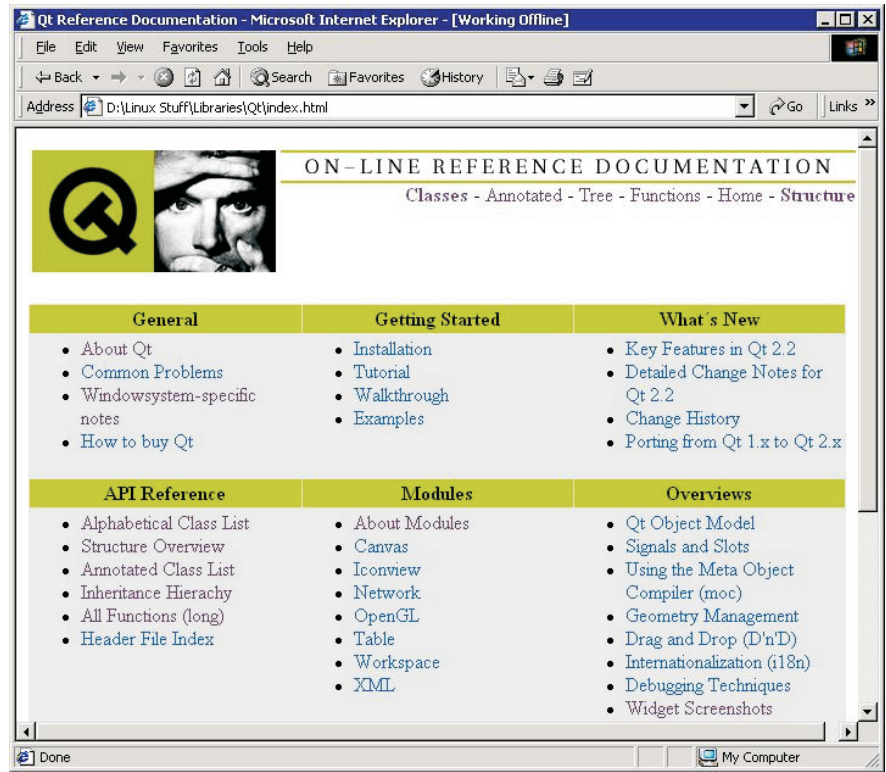 Qt Reference Documentation - Microsoft Internet Explorer - [Working Offline]
File Edit View Favorites Tools Help
Back Search Favorites History
Address D:\Linux Stuff\Libraries\Qt\index.html Go Links »
ON-LINE REFERENCE DOCUMENTATION
Classes - Annotated - Tree - Functions - Home - Structure
General
About Qt
Common Problems
Windowsystem-specific
notes
How to buy Qt
Getting Started
Installation
Tutorial
Walkthrough
Examples
What´s New
Key Features in Qt 2.2
Detailed Change Notes for
Qt 2.2
Change History
Porting from Qt 1.x to Qt 2.x
API Reference
Alphabetical Class List
Structure Overview
Annotated Class List
Inheritance Hierachy
All Functions (long)
Header File Index
Modules
About Modules
Canvas
Iconview
Network
OpenGL
Table
Workspace
XML
Overviews
Qt Object Model
Signals and Slots
Using the Meta Object
Compiler (moc)
Geometry Management
Drag and Drop (D'n'D)
Internationalization (i18n)
Debugging Techniques
Widget Screenshots
Done My Computer